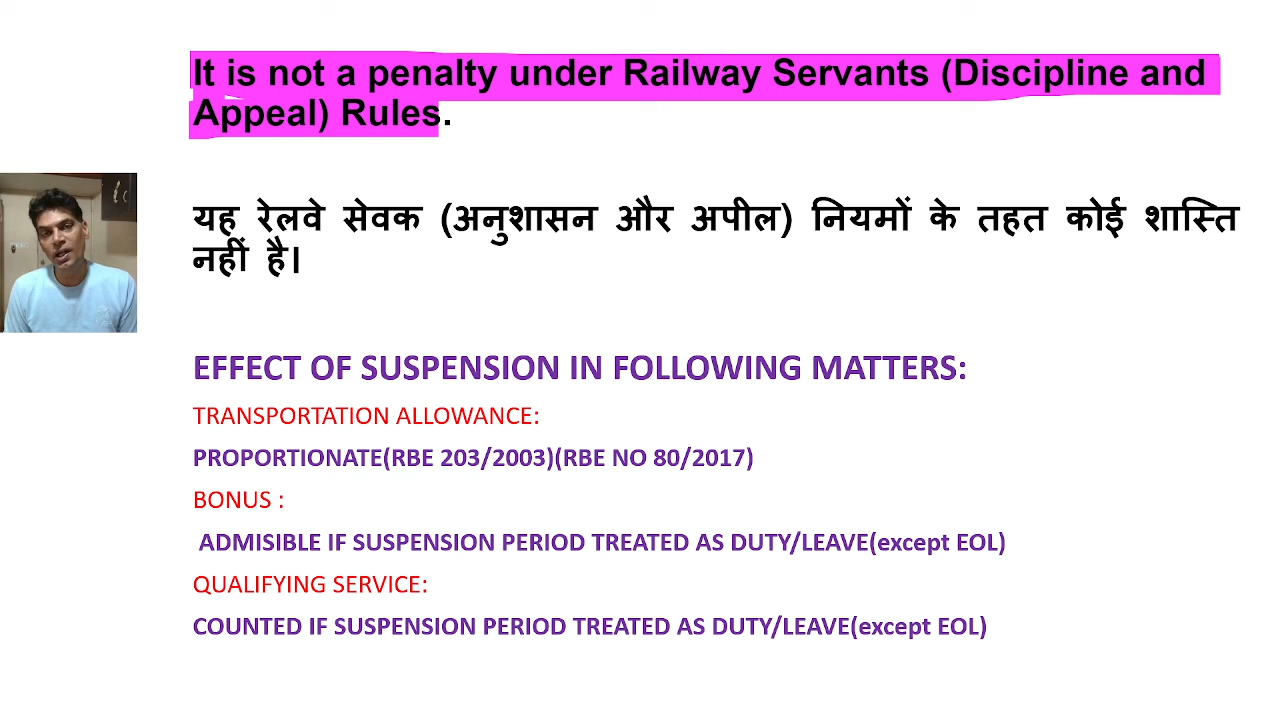 It is not a penalty under Railway Servants (Discipline and
Appeal) Rules.
यह रेलवे सेवक (अनुशासन और अपील) नियमों के तहत कोई शास्ति
नहीं है।
EFFECT OF SUSPENSION IN FOLLOWING MATTERS:
TRANSPORTATION ALLOWANCE:
PROPORTIONATE(RBE 203/2003)(RBE NO 80/2017)
BONUS :
ADMISIBLE IF SUSPENSION PERIOD TREATED AS DUTY/LEAVE(except EOL)
QUALIFYING SERVICE:
COUNTED IF SUSPENSION PERIOD TREATED AS DUTY/LEAVE(except EOL)